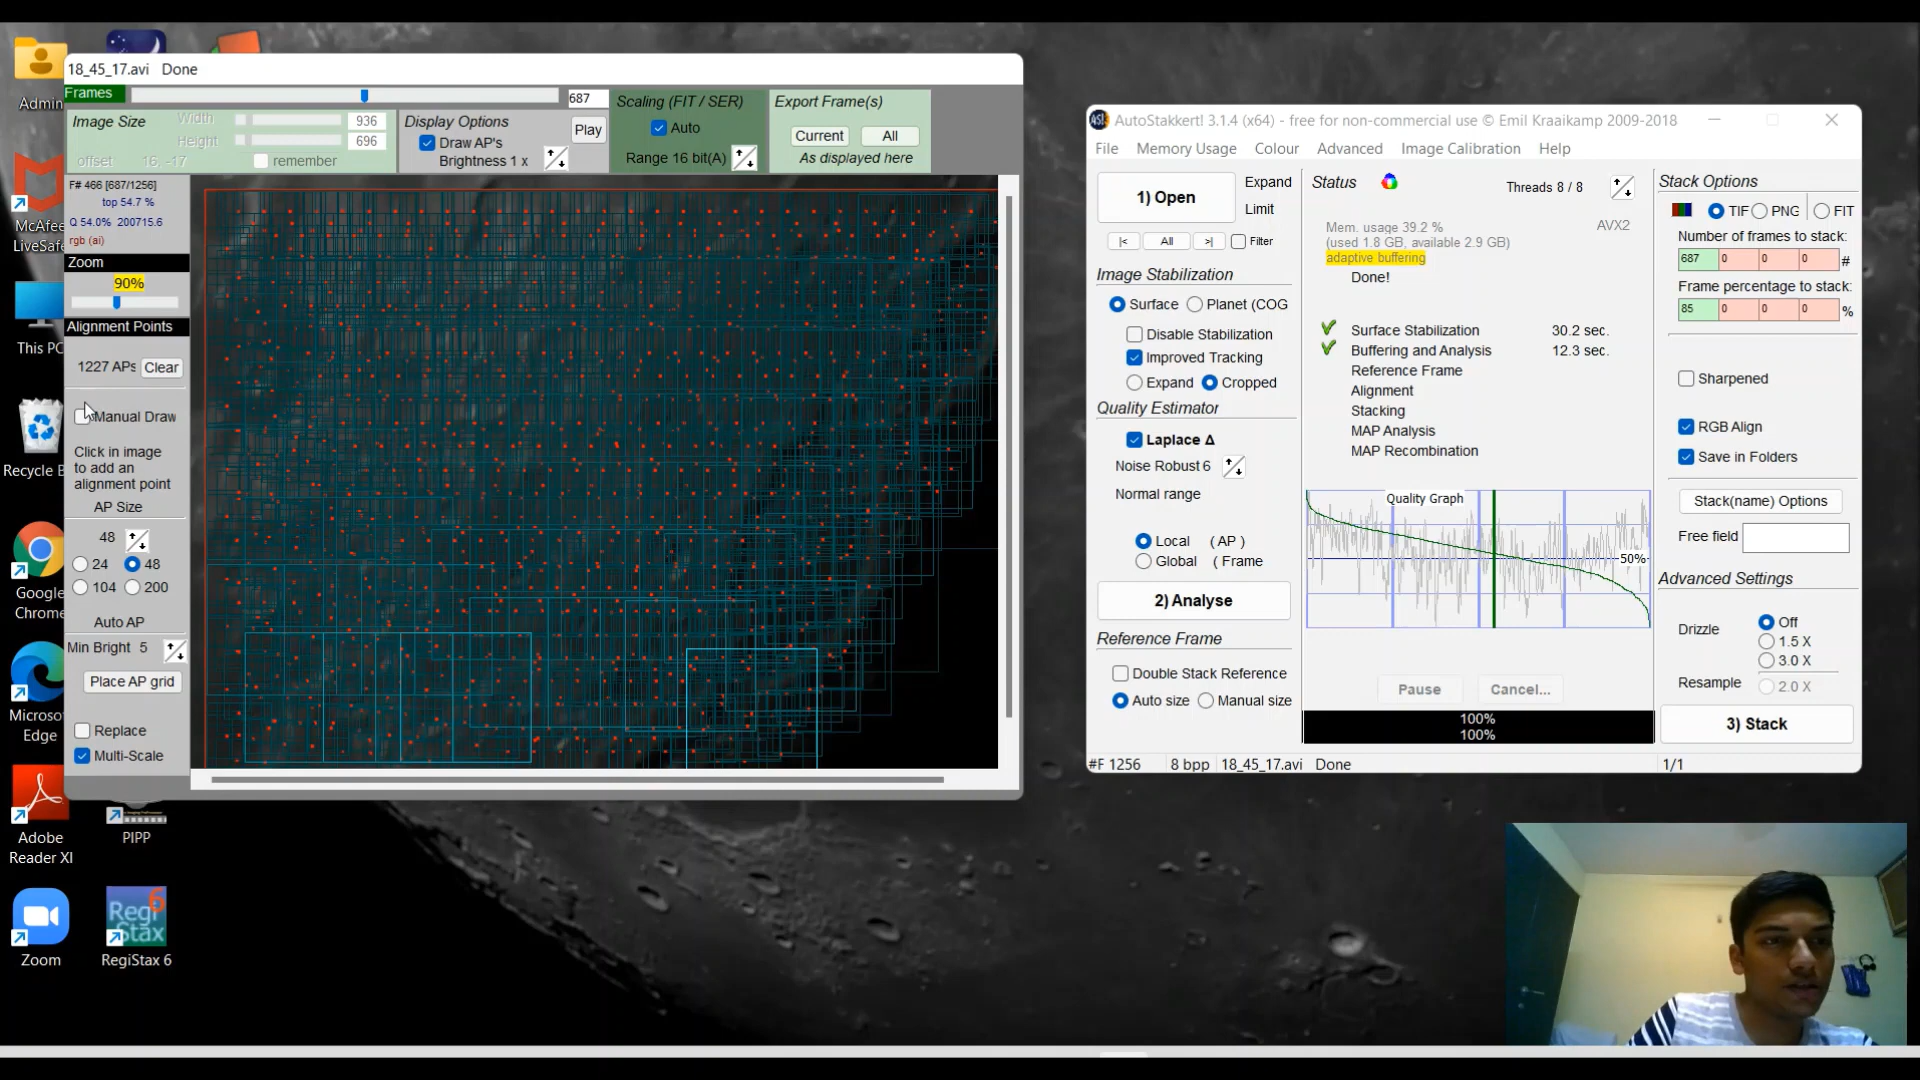 Admin
McAfee
LiveSafe
This PC
Recycle B
Google
Chrome
Microso
Edge
Adobe
Reader XI
PIPP
Zoom
Regi
Stax
6
RegiStax 6
18_45_17.avi Done
Frames
687
Image Size
Width
936
Height
696
offset 16, -17
remember
Display Options
Draw AP's
Brightness 1 x
Play
Scaling (FIT / SER)
Auto
Range 16 bit(A)
Export Frame(s)
Current
All
As displayed here
F# 466 [687/1256]
top 54.7 %
Q 54.0% 200715.6
rgb (ai)
Zoom
90%
Alignment Points
1227 APs
Clear
Manual Draw
Click in image
to add an
alignment point
AP Size
48
24
48
104
200
Auto AP
Min Bright 5
Place AP grid
Replace
Multi-Scale
AS!
AutoStakkert! 3.1.4 (x64) - free for non-commercial use © Emil Kraaikamp 2009-2018
File Memory Usage Colour Advanced Image Calibration Help
1) Open
Expand
Limit
|<
All
>|
Filter
Image Stabilization
Surface
Planet (COG
Disable Stabilization
Improved Tracking
Expand
Cropped
Quality Estimator
Laplace Δ
Noise Robust 6
Normal range
Local ( AP )
Global ( Frame
2) Analyse
Reference Frame
Double Stack Reference
Auto size
Manual size
Status
Threads 8 / 8
Mem. usage 39.2 %
(used 1.8 GB, available 2.9 GB)
adaptive buffering
Done!
AVX2
Surface Stabilization 30.2 sec.
Buffering and Analysis 12.3 sec.
Reference Frame
Alignment
Stacking
MAP Analysis
MAP Recombination
Quality Graph
50%
Pause
Cancel...
100%
100%
Stack Options
TIF
PNG
FIT
Number of frames to stack:
687 0 0 0 #
Frame percentage to stack:
85 0 0 0 %
Sharpened
RGB Align
Save in Folders
Stack(name) Options
Free field
Advanced Settings
Drizzle
Off
1.5 X
3.0 X
Resample
2.0 X
3) Stack
#F 1256 8 bpp 18_45_17.avi Done 1/1